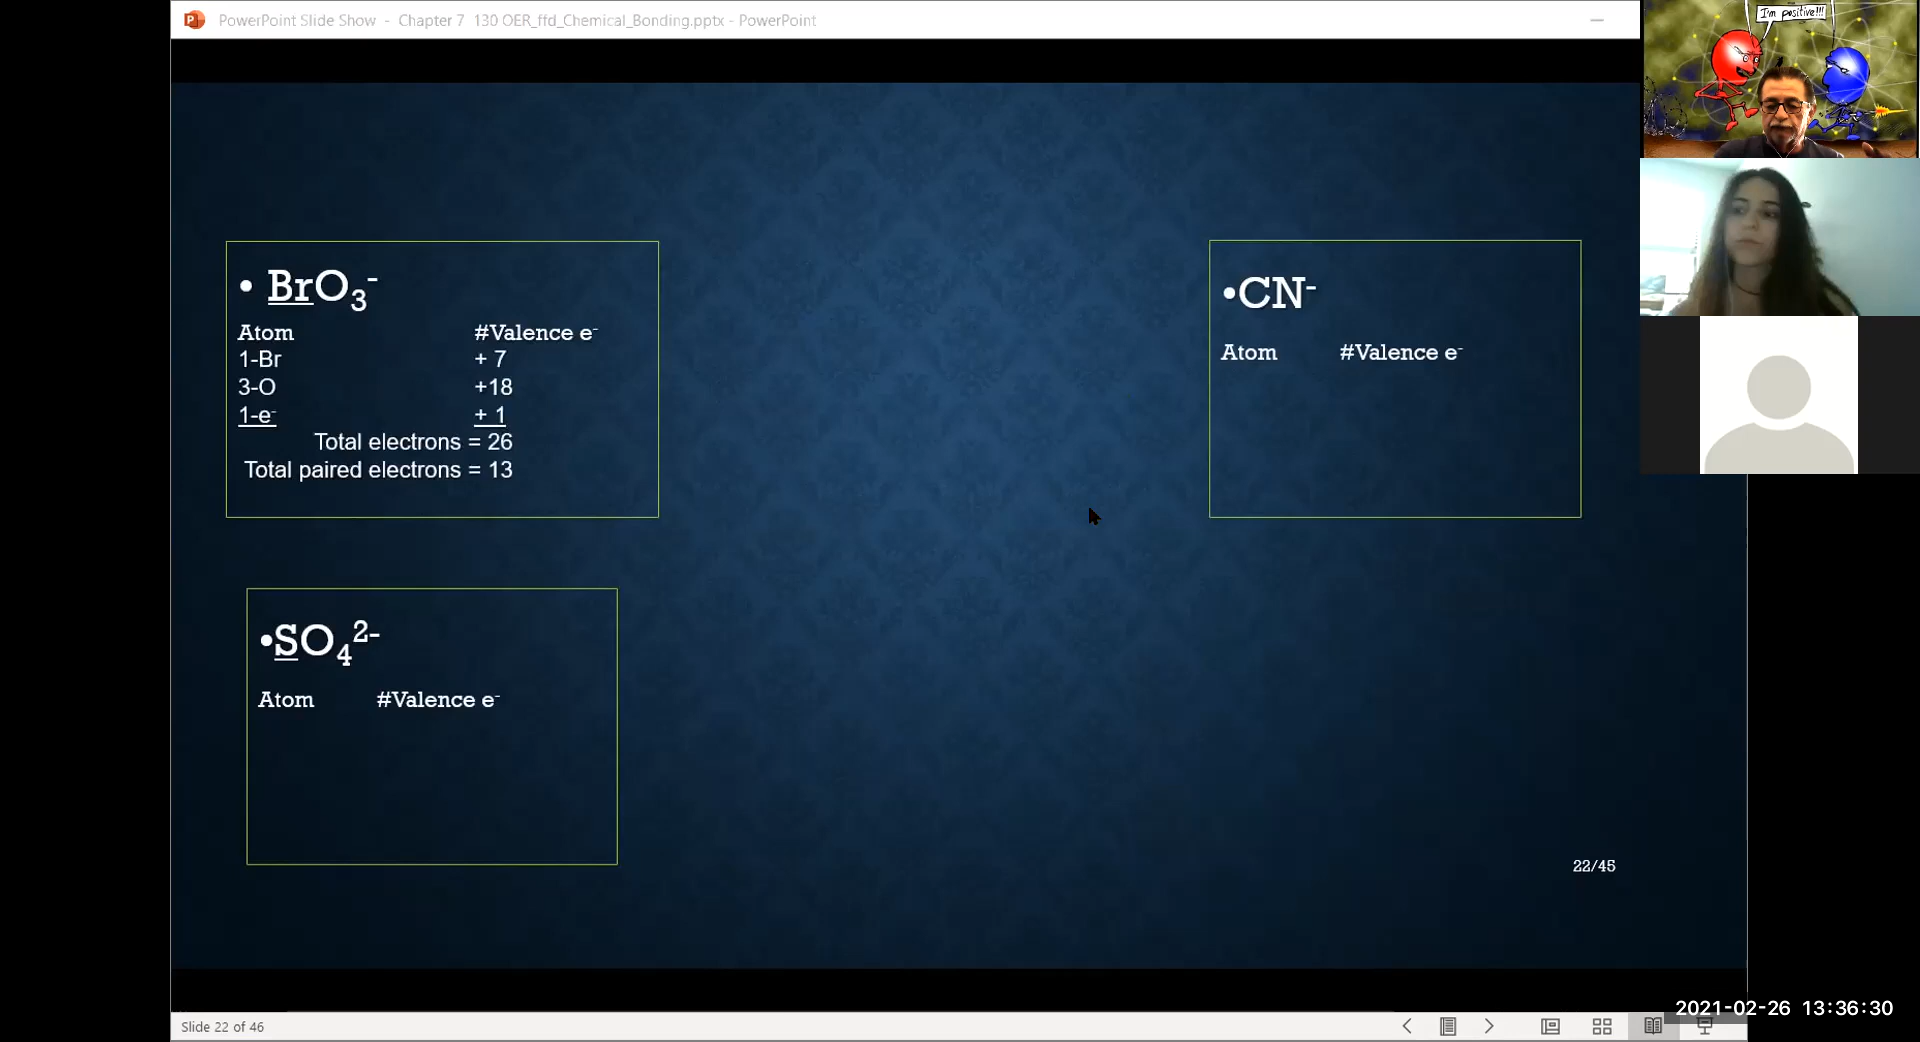 PowerPoint Slide Show - Chapter 7 130 OER_ffd_Chemical_Bonding.pptx - PowerPoint
I'm positive!!!
• BrO₃⁻
Atom #Valence e⁻
1-Br + 7
3-O +18
1-e⁻ + 1
Total electrons = 26
Total paired electrons = 13
•CN⁻
Atom #Valence e⁻
•SO₄²⁻
Atom #Valence e⁻
22/45
2021-02-26 13:36:30
Slide 22 of 46